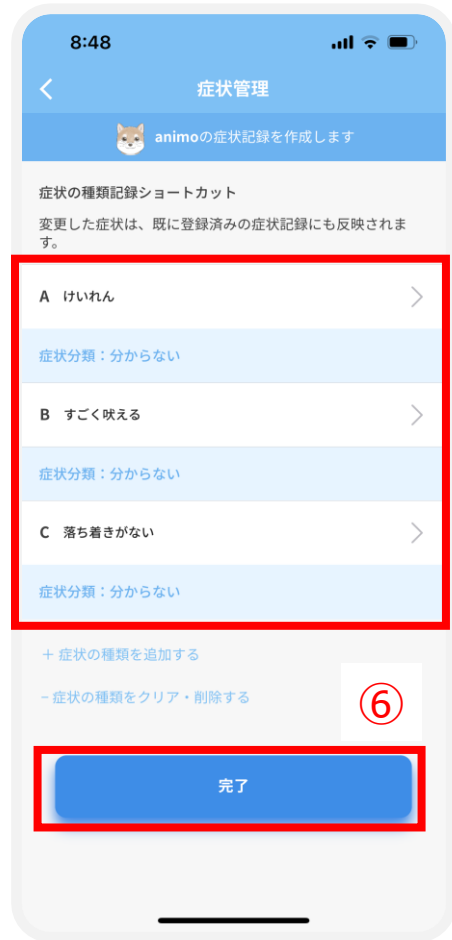 8:48
症状管理
animoの症状記録を作成します
症状の種類記録ショートカット
変更した症状は、既に登録済みの症状記録にも反映されま
す。
A けいれん
症状分類：分からない
B すごく吠える
症状分類：分からない
C 落ち着きがない
症状分類：分からない
＋ 症状の種類を追加する
− 症状の種類をクリア・削除する
⑥
完了